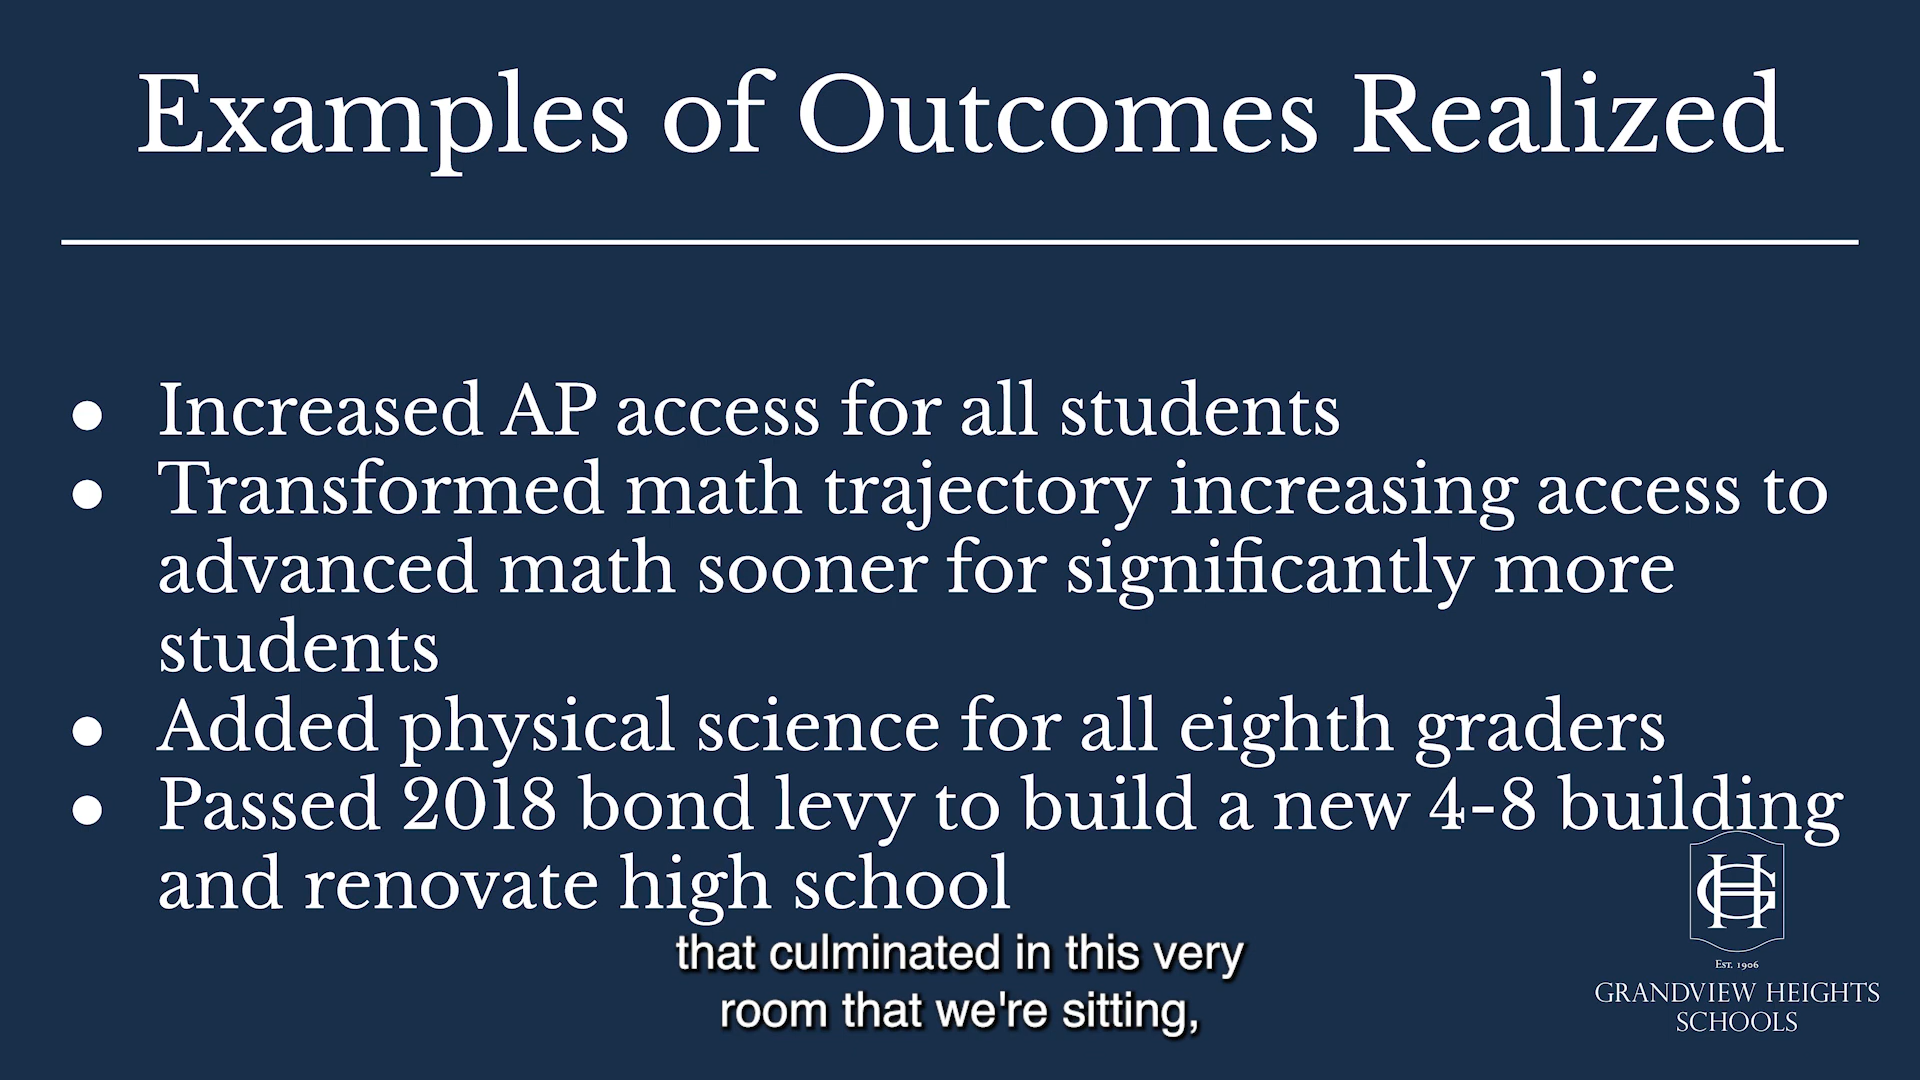 Examples of Outcomes Realized
● Increased AP access for all students
● Transformed math trajectory increasing access to
advanced math sooner for significantly more
students
● Added physical science for all eighth graders
● Passed 2018 bond levy to build a new 4-8 building
and renovate high school
that culminated in this very
room that we're sitting,
GH
Est. 1906
GRANDVIEW HEIGHTS
SCHOOLS